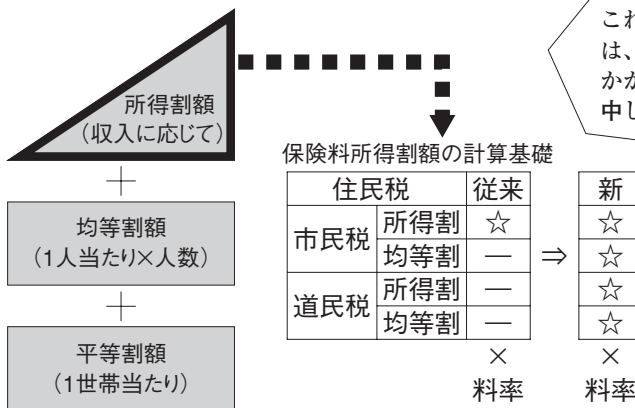 所得割額
（収入に応じて）
＋
均等割額
（1人当たり×人数）
＋
平等割額
（1世帯当たり）
保険料所得割額の計算基礎
住民税 従来 新
市民税 所得割 ☆ ⇒ ☆
均等割 ― ☆
道民税 所得割 ― ☆
均等割 ― ☆
× ×
料率 料率
これ
は、
かか